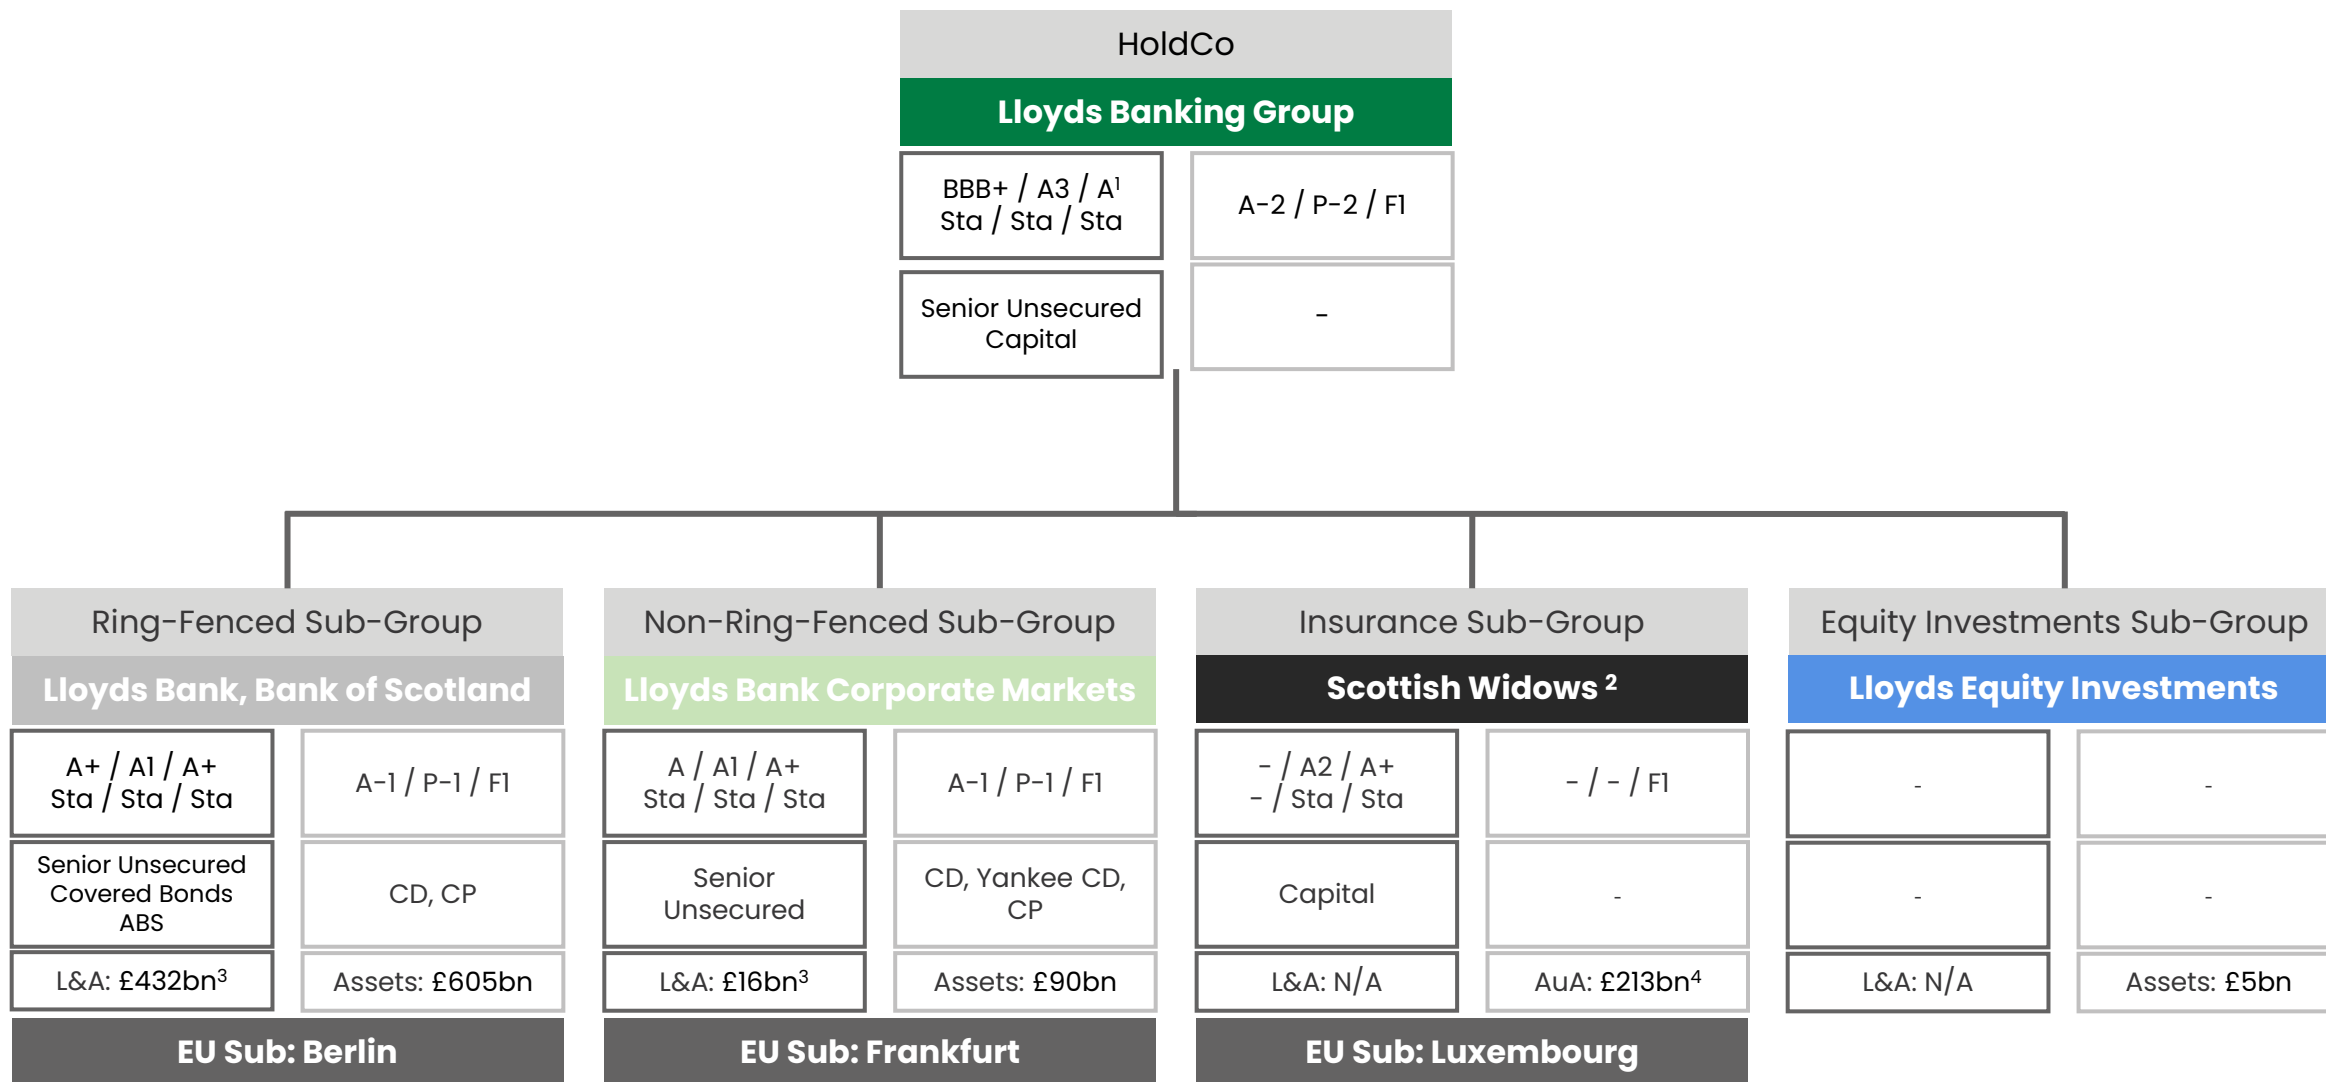 HoldCo
Lloyds Banking Group
BBB+ / A3 / A¹
Sta / Sta / Sta
A-2 / P-2 / F1
Senior Unsecured
Capital
-
Ring-Fenced Sub-Group
Lloyds Bank, Bank of Scotland
A+ / A1 / A+
Sta / Sta / Sta
A-1 / P-1 / F1
Senior Unsecured
Covered Bonds
ABS
CD, CP
L&A: £432bn³
Assets: £605bn
EU Sub: Berlin
Non-Ring-Fenced Sub-Group
Lloyds Bank Corporate Markets
A / A1 / A+
Sta / Sta / Sta
A-1 / P-1 / F1
Senior
Unsecured
CD, Yankee CD,
CP
L&A: £16bn³
Assets: £90bn
EU Sub: Frankfurt
Insurance Sub-Group
Scottish Widows ²
- / A2 / A+
- / Sta / Sta
- / - / F1
Capital
-
L&A: N/A
AuA: £213bn⁴
EU Sub: Luxembourg
Equity Investments Sub-Group
Lloyds Equity Investments
-
-
-
-
L&A: N/A
Assets: £5bn